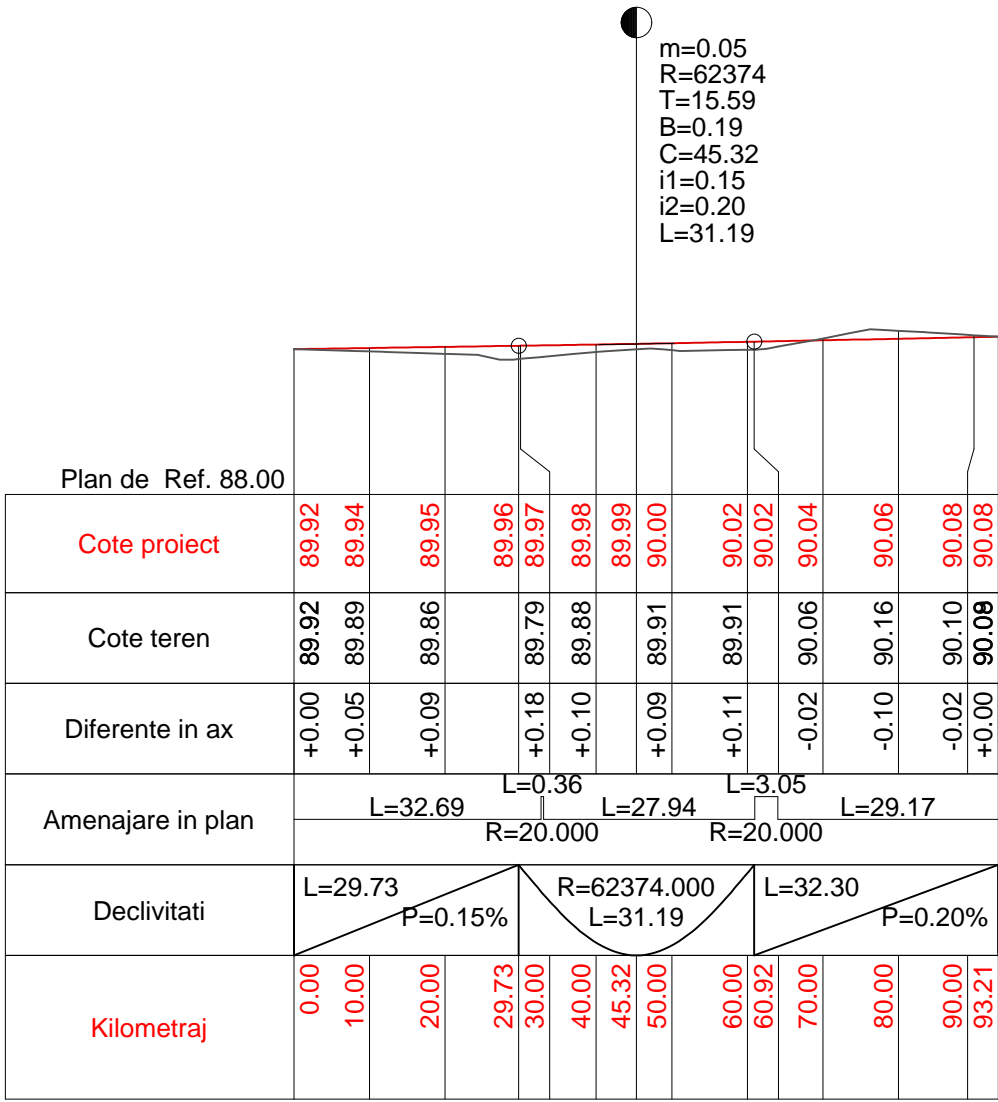 m=0.05
R=62374
T=15.59
B=0.19
C=45.32
i1=0.15
i2=0.20
L=31.19
Plan de Ref. 88.00
Cote proiect 89.92 89.94 89.95 89.96 89.97 89.98 89.99 90.00 90.02 90.02 90.04 90.06 90.08 90.08
Cote teren 89.92 89.89 89.86 89.79 89.88 89.91 89.91 90.06 90.16 90.10
Diferente in ax +0.00 +0.05 +0.09 +0.18 +0.10 +0.09 +0.11 -0.02 -0.10 -0.02 +0.00
L=0.36 L=3.05
Amenajare in plan L=32.69 L=27.94 L=29.17
R=20.000 R=20.000
L=29.73 R=62374.000 L=32.30
Declivitati P=0.15% L=31.19 P=0.20%
Kilometraj 0.00 10.00 20.00 29.73 30.00 40.00 45.32 50.00 60.00 60.92 70.00 80.00 90.00 93.21